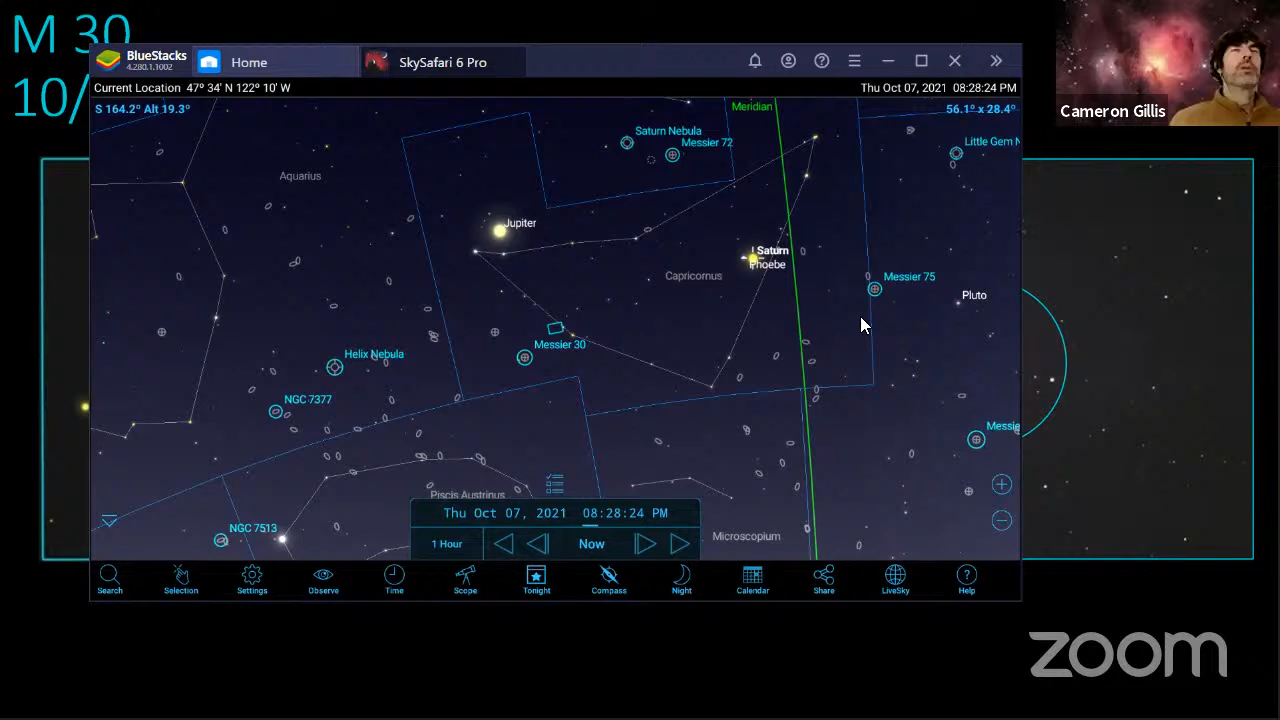 M 30
10/
BlueStacks
4.280.1.1002
Home
SkySafari 6 Pro
Cameron Gillis
Current Location 47° 34' N 122° 10' W
Thu Oct 07, 2021 08:28:24 PM
S 164.2° Alt 19.3°
Meridian
56.1° x 28.4°
Saturn Nebula
Messier 72
Little Gem N
Aquarius
Jupiter
Saturn
Phoebe
Capricornus
Messier 75
Pluto
Messier 30
Helix Nebula
NGC 7377
Messie
Piscis Austrinus
NGC 7513
Microscopium
Thu Oct 07, 2021 08:28:24 PM
1 Hour
Now
Search
Selection
Settings
Observe
Time
Scope
Tonight
Compass
Night
Calendar
Share
LiveSky
Help
zoom